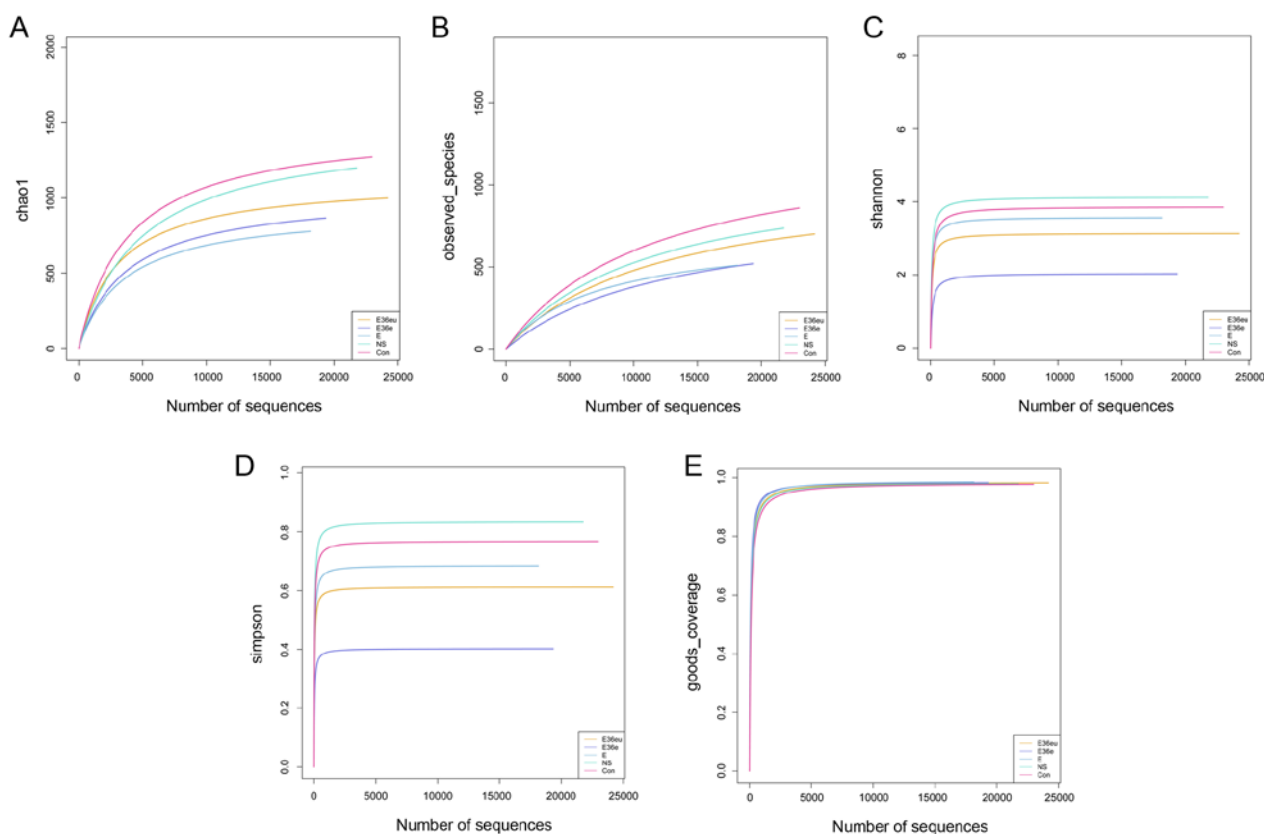 A
chao1
2000
1500
1000
500
0
0 5000 10000 15000 20000 25000
Number of sequences
E36eu
E36e
E
NS
Con
B
observed_species
1500
1000
500
0
0 5000 10000 15000 20000 25000
Number of sequences
E36eu
E36e
E
NS
Con
C
shannon
8
6
4
2
0
0 5000 10000 15000 20000 25000
Number of sequences
E36eu
E36e
E
NS
Con
D
simpson
1.0
0.8
0.6
0.4
0.2
0.0
0 5000 10000 15000 20000 25000
Number of sequences
E36eu
E36e
E
NS
Con
E
goods_coverage
1.0
0.8
0.6
0.4
0.2
0.0
0 5000 10000 15000 20000 25000
Number of sequences
E36eu
E36e
E
NS
Con